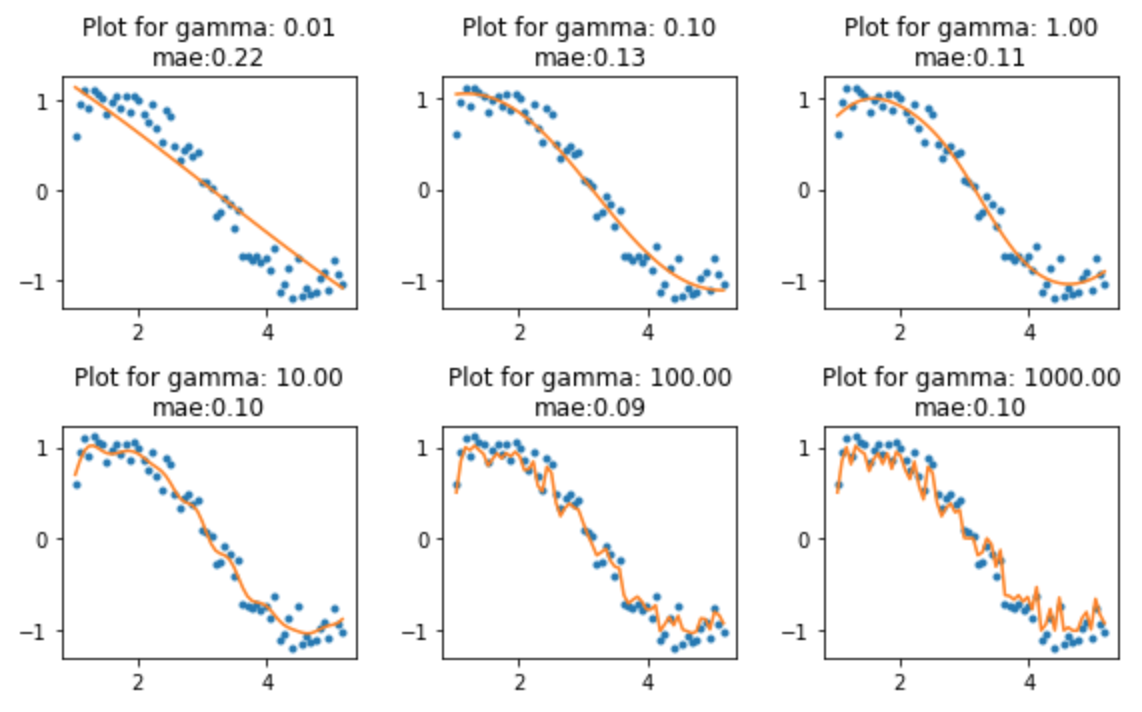 Plot for gamma: 0.01
mae:0.22
1
0
−1
2 4
Plot for gamma: 0.10
mae:0.13
1
0
−1
2 4
Plot for gamma: 1.00
mae:0.11
1
0
−1
2 4
Plot for gamma: 10.00
mae:0.10
1
0
−1
2 4
Plot for gamma: 100.00
mae:0.09
1
0
−1
2 4
Plot for gamma: 1000.00
mae:0.10
1
0
−1
2 4